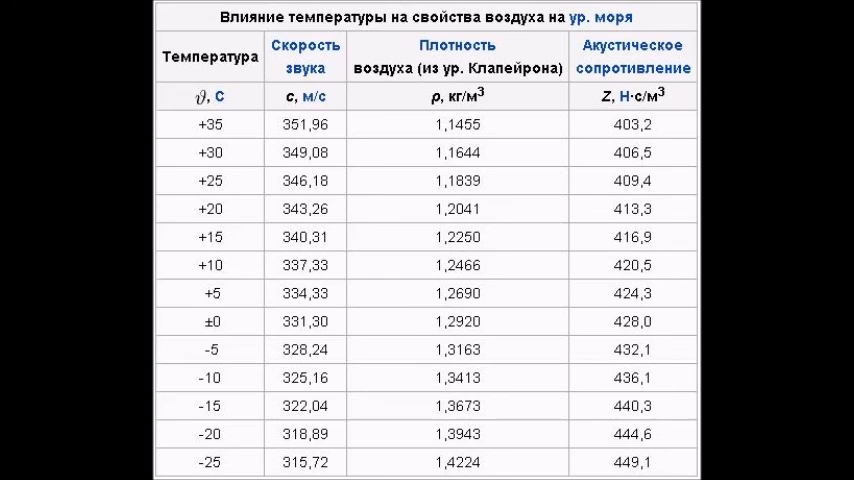 Влияние температуры на свойства воздуха на ур. моря
Температура Скорость звука Плотность воздуха (из ур. Клапейрона) Акустическое сопротивление
ϑ, С c, м/с ρ, кг/м³ Z, Н·с/м³
+35 351,96 1,1455 403,2
+30 349,08 1,1644 406,5
+25 346,18 1,1839 409,4
+20 343,26 1,2041 413,3
+15 340,31 1,2250 416,9
+10 337,33 1,2466 420,5
+5 334,33 1,2690 424,3
±0 331,30 1,2920 428,0
-5 328,24 1,3163 432,1
-10 325,16 1,3413 436,1
-15 322,04 1,3673 440,3
-20 318,89 1,3943 444,6
-25 315,72 1,4224 449,1